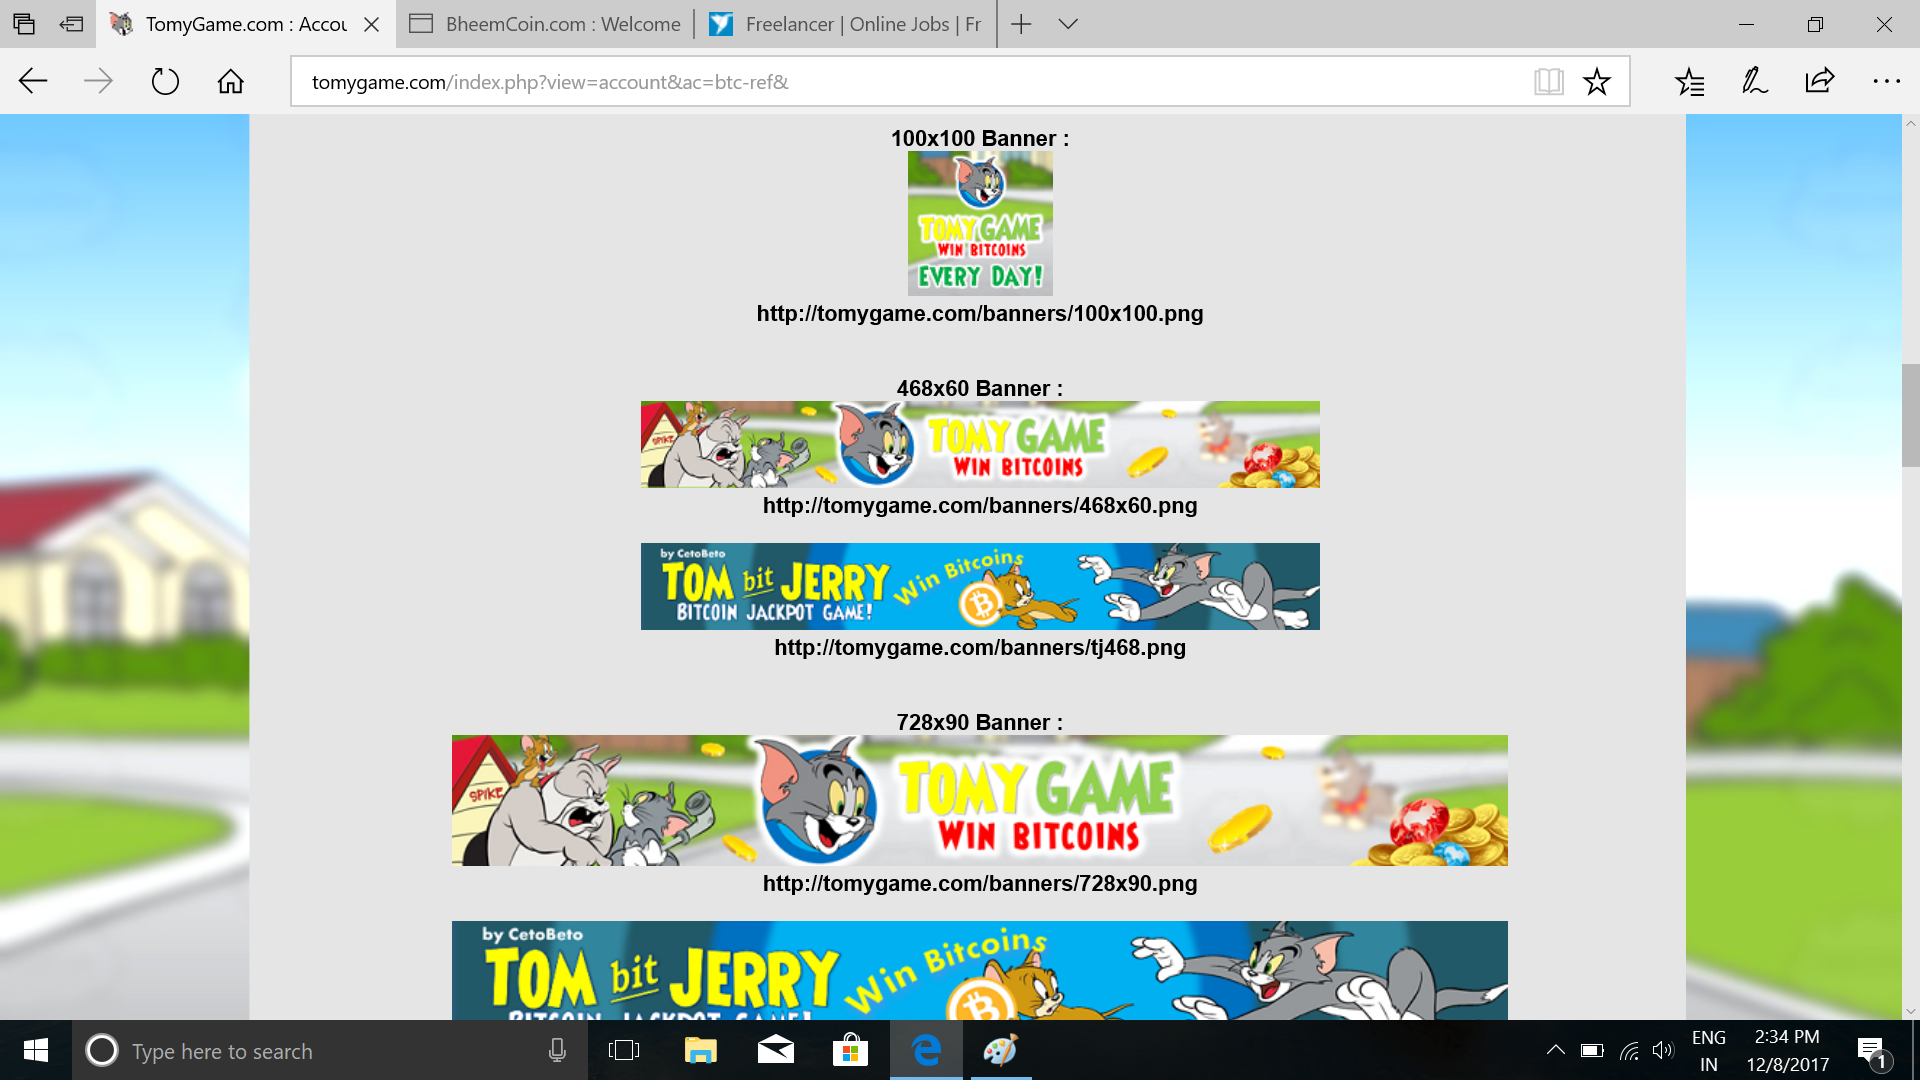 TomyGame.com : Accou
BheemCoin.com : Welcome
Freelancer | Online Jobs | Fr
tomygame.com/index.php?view=account&ac=btc-ref&
100x100 Banner :
TOMY GAME
WIN BITCOINS
EVERY DAY!
http://tomygame.com/banners/100x100.png
468x60 Banner :
SPIKE
TOMY GAME
WIN BITCOINS
http://tomygame.com/banners/468x60.png
by CetoBeto
TOM bit JERRY
BITCOIN JACKPOT GAME!
Win Bitcoins
http://tomygame.com/banners/tj468.png
728x90 Banner :
SPIKE
TOMY GAME
WIN BITCOINS
http://tomygame.com/banners/728x90.png
by CetoBeto
TOM bit JERRY
BITCOIN JACKPOT GAME!
Win Bitcoins
Type here to search
ENG
IN
2:34 PM
12/8/2017
1